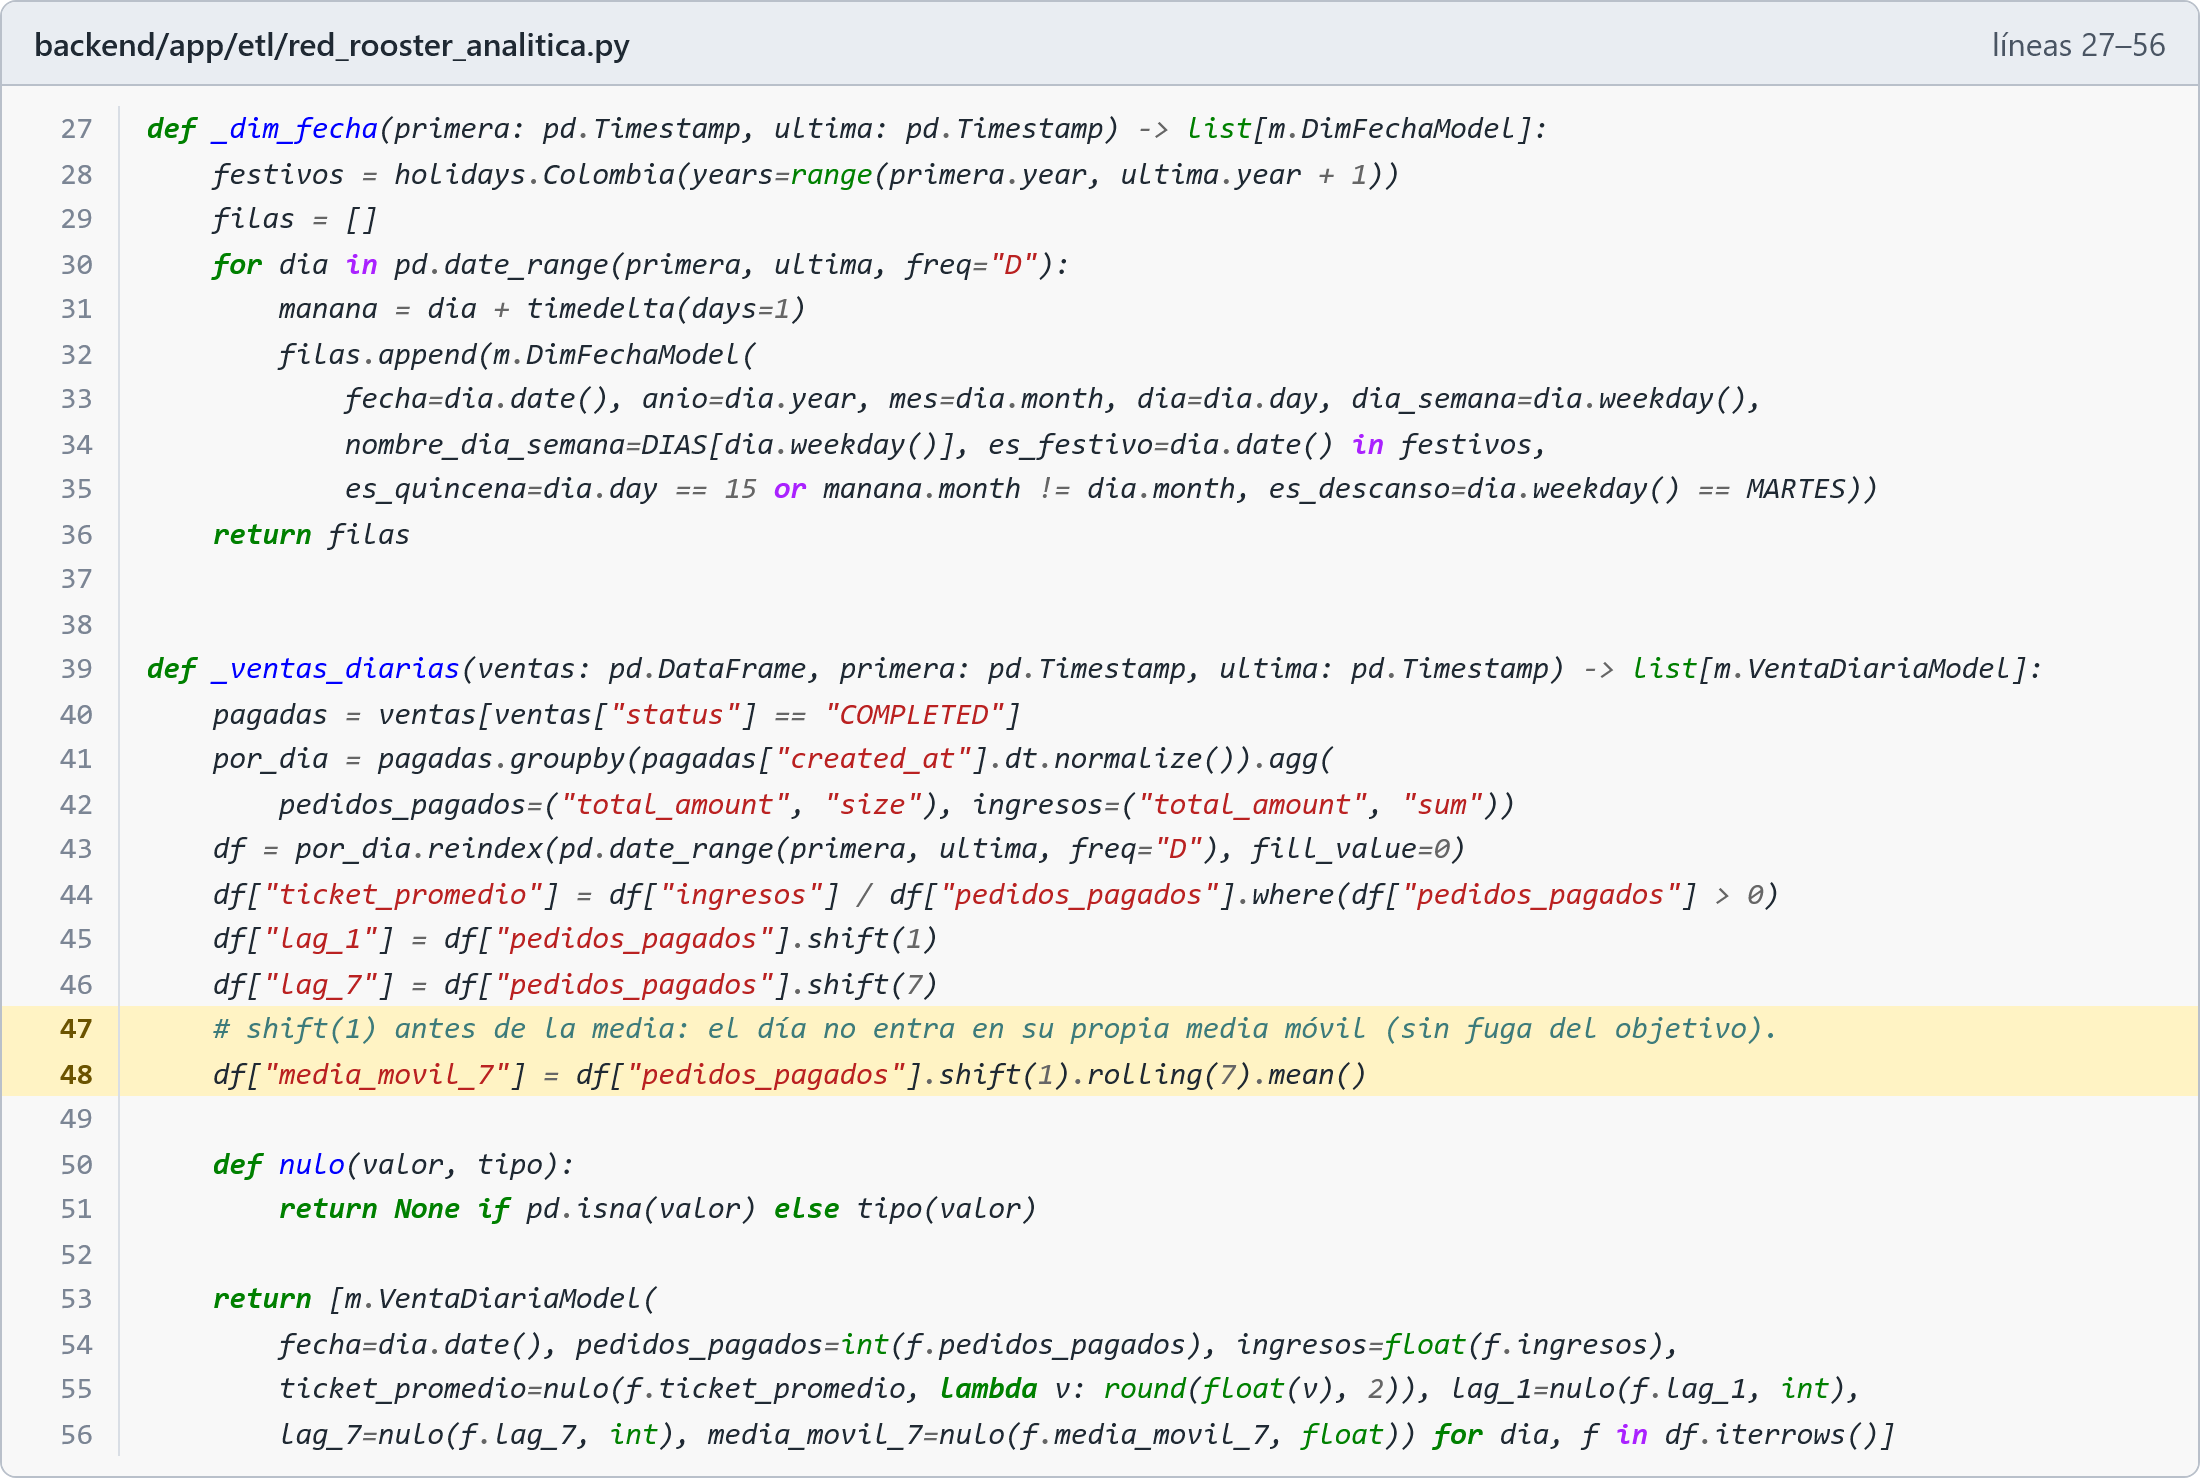 backend/app/etl/red_rooster_analitica.py
líneas 27–56
27 def _dim_fecha(primera: pd.Timestamp, ultima: pd.Timestamp) -> list[m.DimFechaModel]:
28     festivos = holidays.Colombia(years=range(primera.year, ultima.year + 1))
29     filas = []
30     for dia in pd.date_range(primera, ultima, freq="D"):
31         manana = dia + timedelta(days=1)
32         filas.append(m.DimFechaModel(
33             fecha=dia.date(), anio=dia.year, mes=dia.month, dia=dia.day, dia_semana=dia.weekday(),
34             nombre_dia_semana=DIAS[dia.weekday()], es_festivo=dia.date() in festivos,
35             es_quincena=dia.day == 15 or manana.month != dia.month, es_descanso=dia.weekday() == MARTES))
36     return filas
37
38
39 def _ventas_diarias(ventas: pd.DataFrame, primera: pd.Timestamp, ultima: pd.Timestamp) -> list[m.VentaDiariaModel]:
40     pagadas = ventas[ventas["status"] == "COMPLETED"]
41     por_dia = pagadas.groupby(pagadas["created_at"].dt.normalize()).agg(
42         pedidos_pagados=("total_amount", "size"), ingresos=("total_amount", "sum"))
43     df = por_dia.reindex(pd.date_range(primera, ultima, freq="D"), fill_value=0)
44     df["ticket_promedio"] = df["ingresos"] / df["pedidos_pagados"].where(df["pedidos_pagados"] > 0)
45     df["lag_1"] = df["pedidos_pagados"].shift(1)
46     df["lag_7"] = df["pedidos_pagados"].shift(7)
47     # shift(1) antes de la media: el día no entra en su propia media móvil (sin fuga del objetivo).
48     df["media_movil_7"] = df["pedidos_pagados"].shift(1).rolling(7).mean()
49
50     def nulo(valor, tipo):
51         return None if pd.isna(valor) else tipo(valor)
52
53     return [m.VentaDiariaModel(
54         fecha=dia.date(), pedidos_pagados=int(f.pedidos_pagados), ingresos=float(f.ingresos),
55         ticket_promedio=nulo(f.ticket_promedio, lambda v: round(float(v), 2)), lag_1=nulo(f.lag_1, int),
56         lag_7=nulo(f.lag_7, int), media_movil_7=nulo(f.media_movil_7, float)) for dia, f in df.iterrows()]